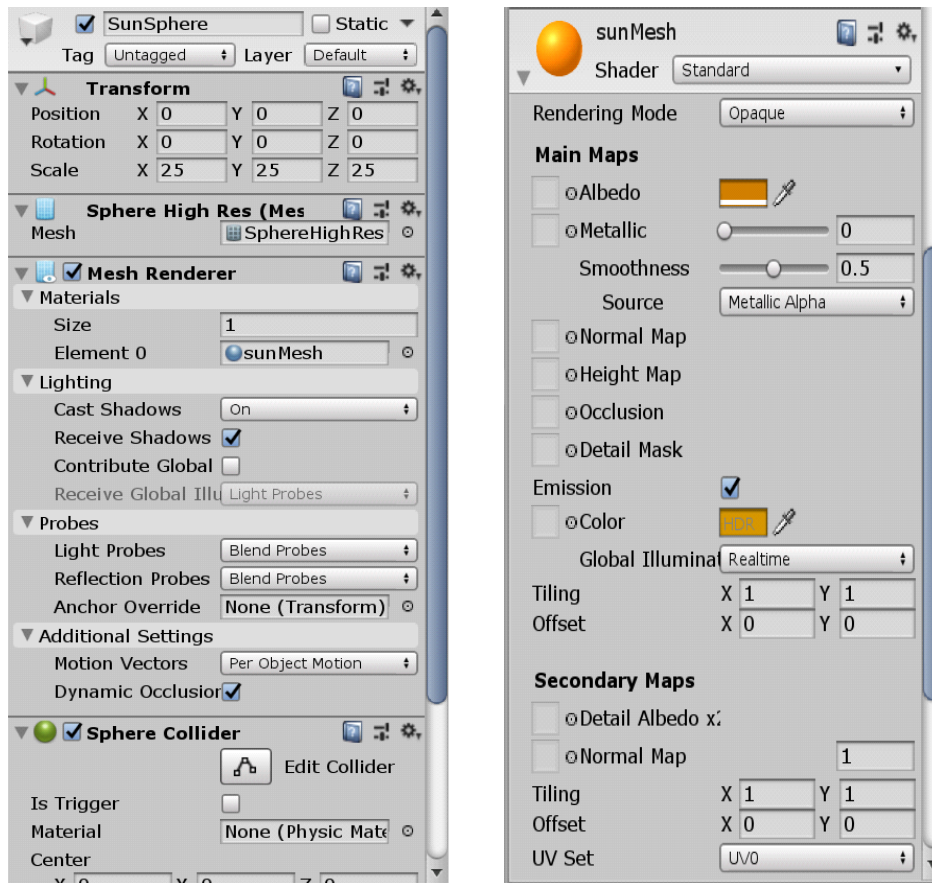 SunSphere Static
Tag Untagged Layer Default
Transform
Position X 0 Y 0 Z 0
Rotation X 0 Y 0 Z 0
Scale X 25 Y 25 Z 25
Sphere High Res (Mes
Mesh SphereHighRes
Mesh Renderer
Materials
Size 1
Element 0 sunMesh
Lighting
Cast Shadows On
Receive Shadows
Contribute Global
Receive Global Illu Light Probes
Probes
Light Probes Blend Probes
Reflection Probes Blend Probes
Anchor Override None (Transform)
Additional Settings
Motion Vectors Per Object Motion
Dynamic Occlusion
Sphere Collider
Edit Collider
Is Trigger
Material None (Physic Mate
Center
X 0 Y 0 Z 0
sunMesh
Shader Standard
Rendering Mode Opaque
Main Maps
Albedo
Metallic 0
Smoothness 0.5
Source Metallic Alpha
Normal Map
Height Map
Occlusion
Detail Mask
Emission
Color HDR
Global Illuminat Realtime
Tiling X 1 Y 1
Offset X 0 Y 0
Secondary Maps
Detail Albedo x2
Normal Map 1
Tiling X 1 Y 1
Offset X 0 Y 0
UV Set UV0